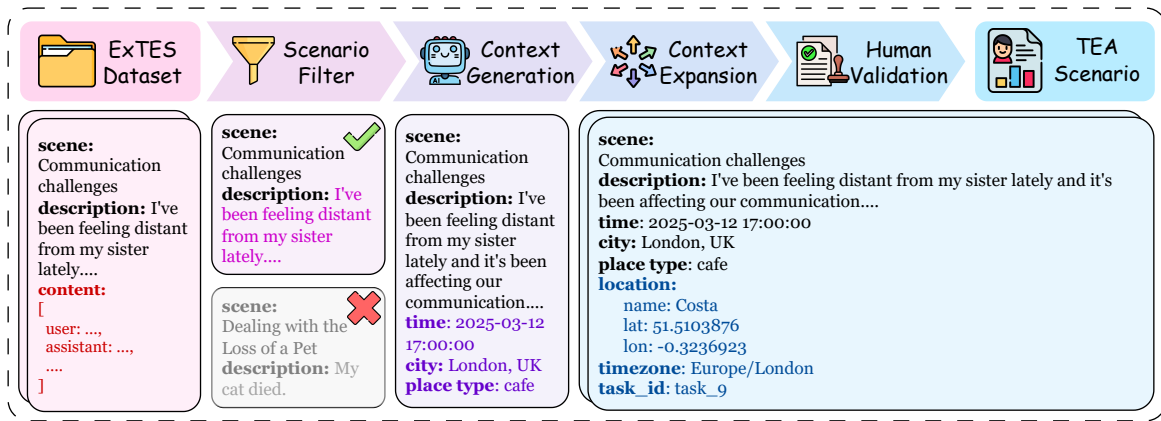 ExTES
Dataset
Scenario
Filter
Context
Generation
Context
Expansion
Human
Validation
TEA
Scenario
scene:
Communication
challenges
description: I've
been feeling distant
from my sister
lately....
content:
[
user: ...,
assistant: ...,
....
]
scene:
Communication
challenges
description: I've
been feeling distant
from my sister
lately....
scene:
Dealing with the
Loss of a Pet
description: My
cat died.
scene:
Communication
challenges
description: I've
been feeling distant
from my sister
lately and it's been
affecting our
communication....
time: 2025-03-12
17:00:00
city: London, UK
place type: cafe
scene:
Communication challenges
description: I've been feeling distant from my sister lately and it's
been affecting our communication....
time: 2025-03-12 17:00:00
city: London, UK
place type: cafe
location:
name: Costa
lat: 51.5103876
lon: -0.3236923
timezone: Europe/London
task_id: task_9